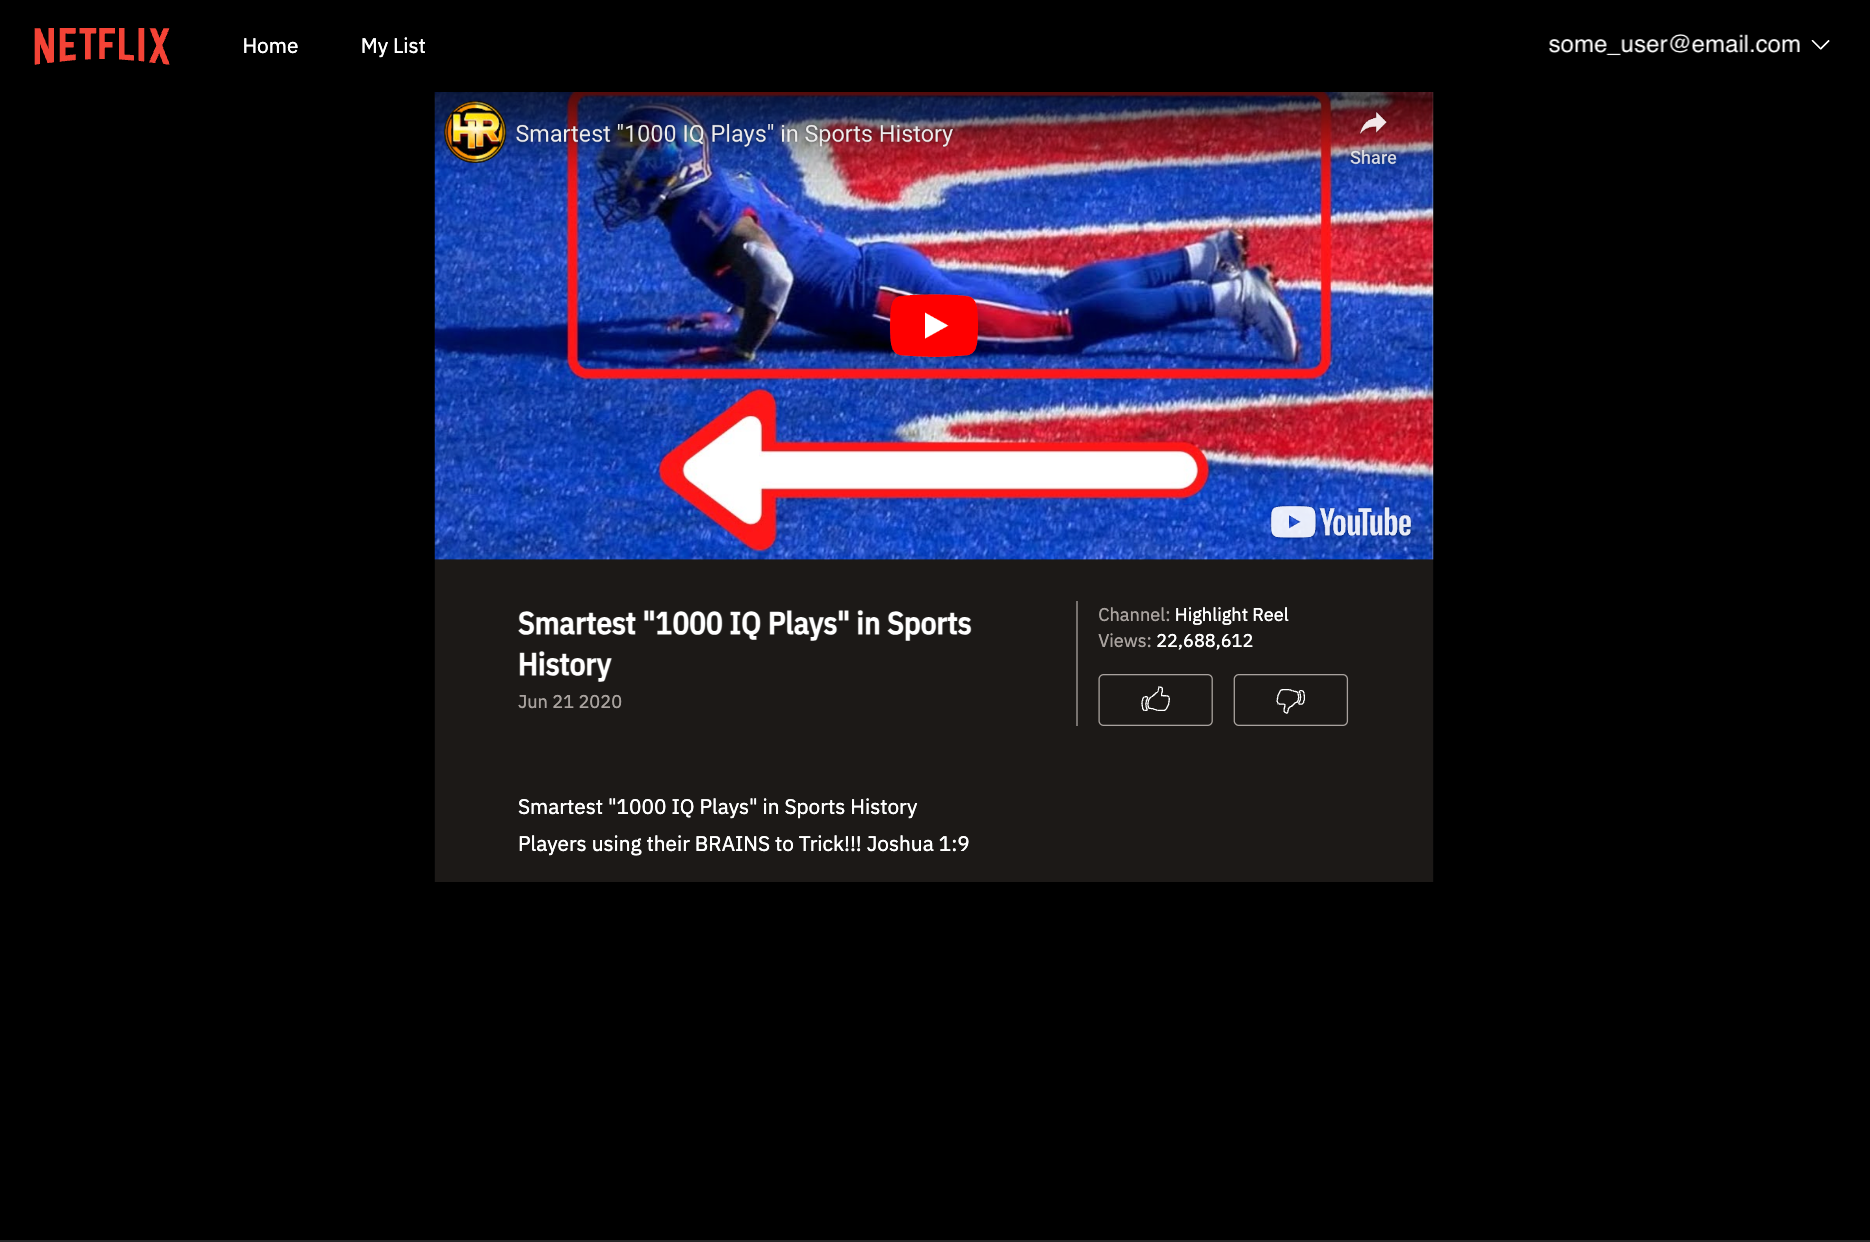 NETFLIX
Home
My List
some_user@email.com
HR
Smartest "1000 IQ Plays" in Sports History
Share
1
YouTube
Smartest "1000 IQ Plays" in Sports
History
Jun 21 2020
Channel: Highlight Reel
Views: 22,688,612
Smartest "1000 IQ Plays" in Sports History
Players using their BRAINS to Trick!!! Joshua 1:9